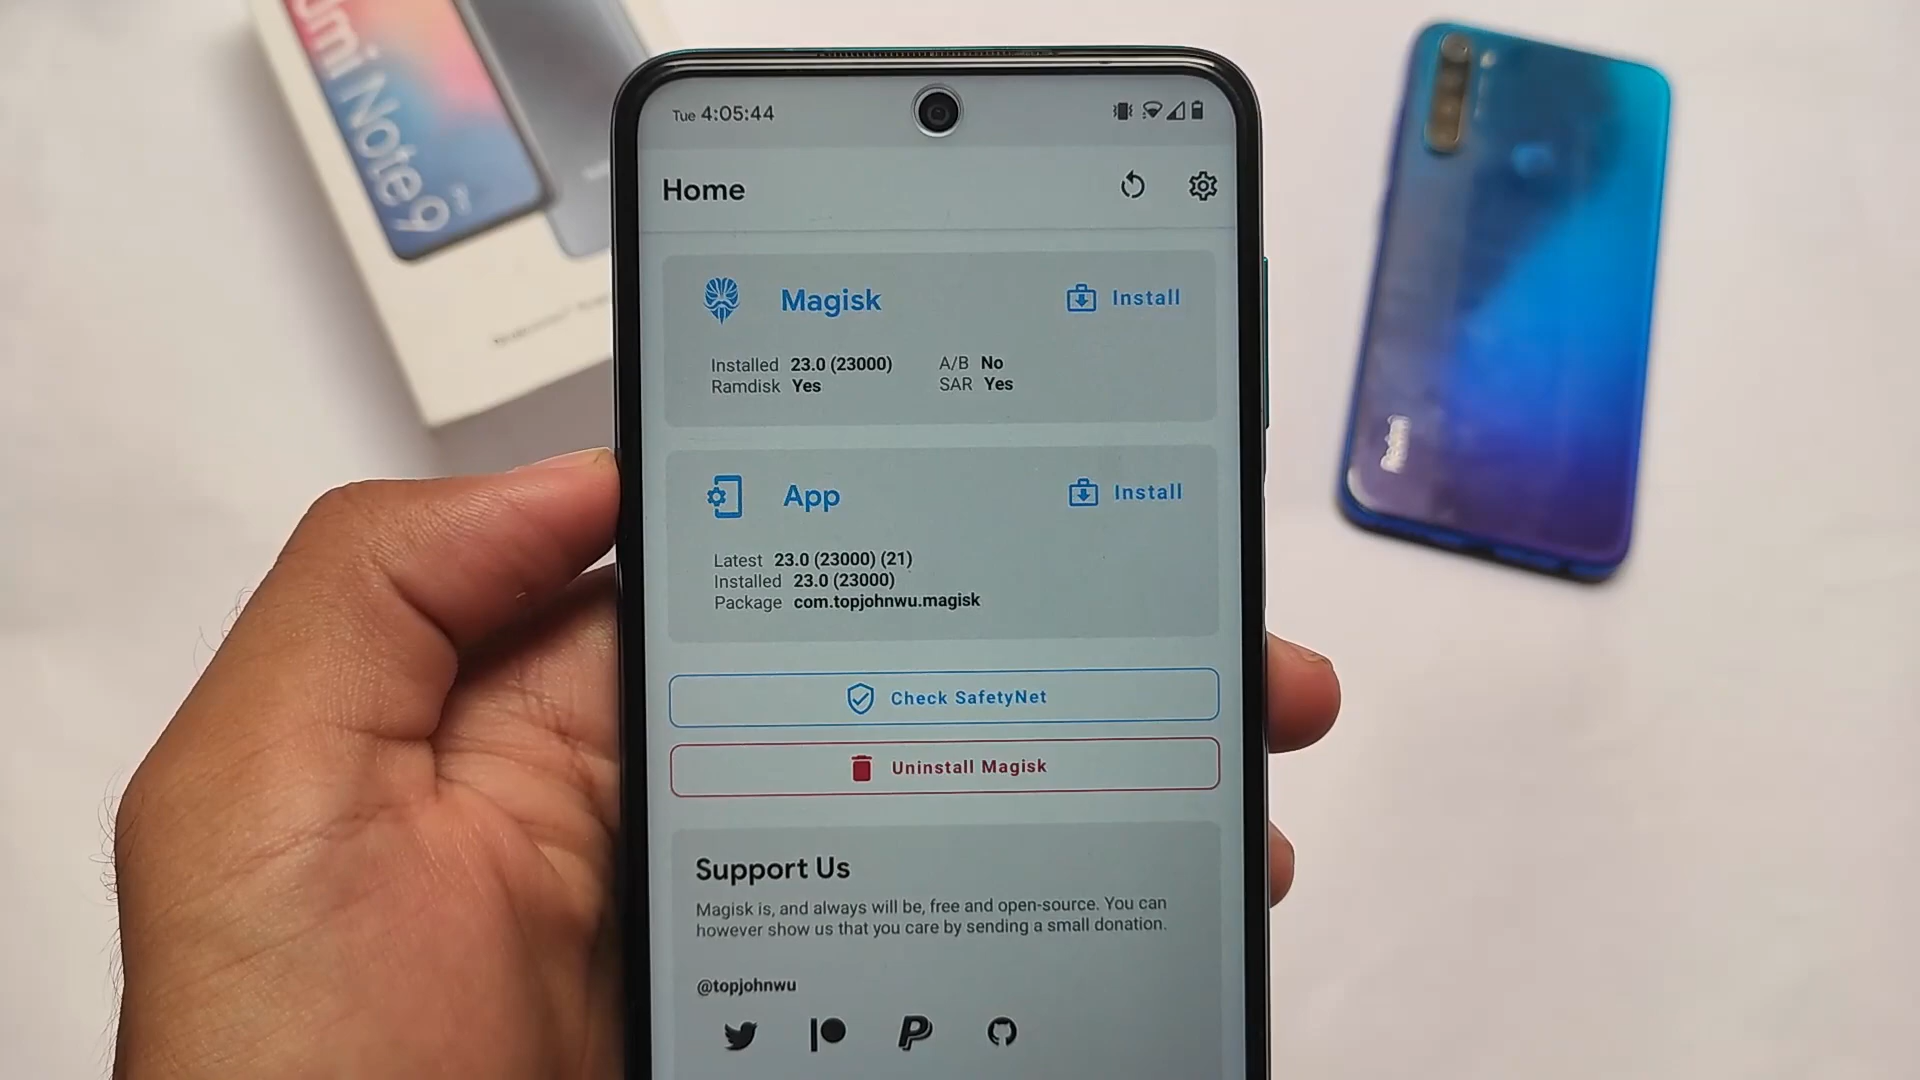 Redmi Note 9
Tue 4:05:44
Home
Magisk
Install
Installed 23.0 (23000)
A/B No
Ramdisk Yes
SAR Yes
App
Install
Latest 23.0 (23000) (21)
Installed 23.0 (23000)
Package com.topjohnwu.magisk
Check SafetyNet
Uninstall Magisk
Support Us
Magisk is, and always will be, free and open-source. You can
however show us that you care by sending a small donation.
@topjohnwu
Redmi